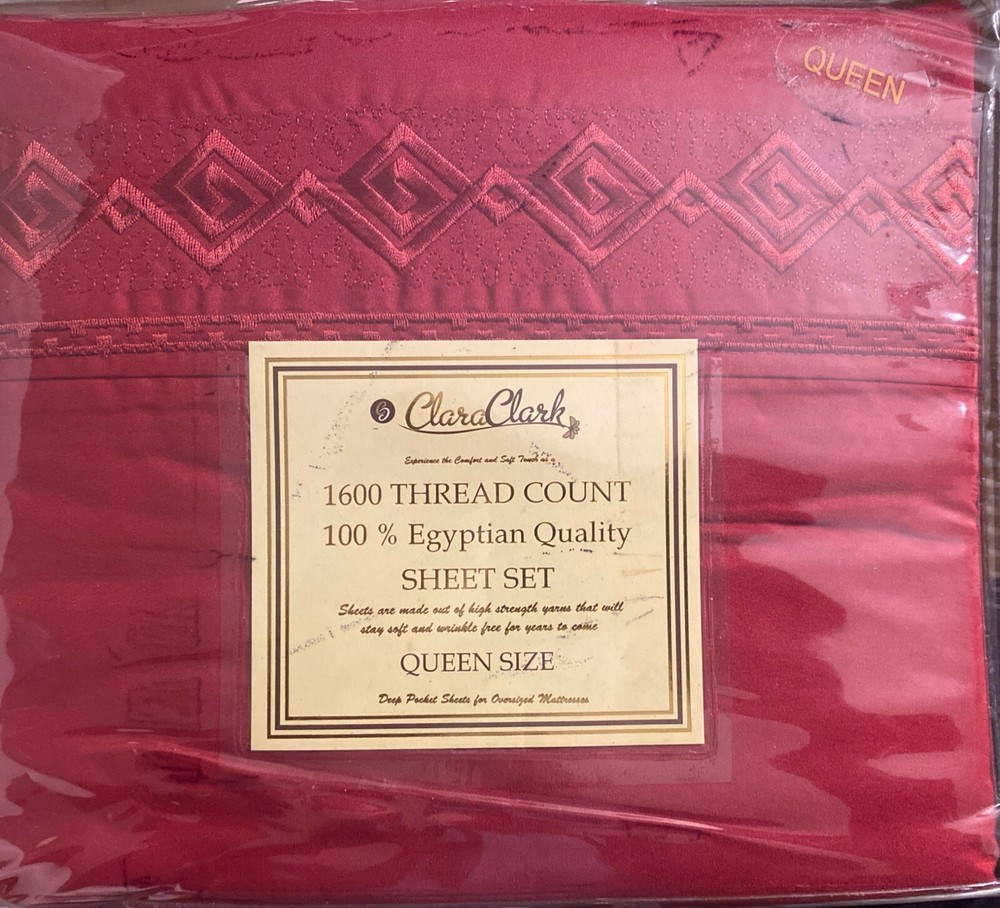 QUEEN
ClaraClark
Experience the Comfort and Soft Touch as a
1600 THREAD COUNT
100 % Egyptian Quality
SHEET SET
Sheets are made out of high strength yarns that will
stay soft and wrinkle free for years to come
QUEEN SIZE
Deep Pocket Sheets for Oversized Mattresses